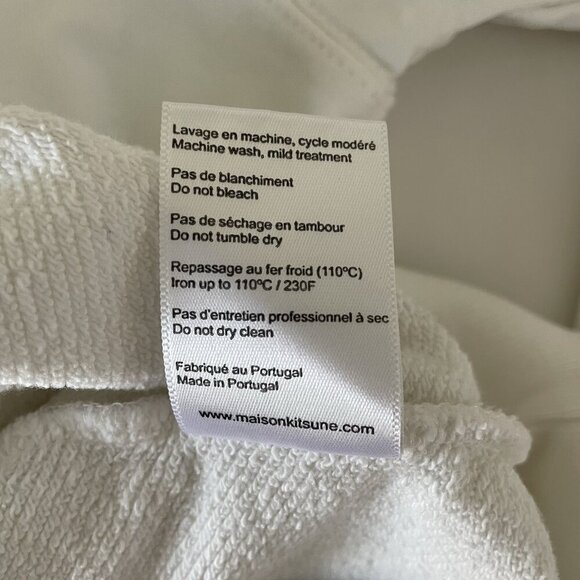 Lavage en machine, cycle modéré
Machine wash, mild treatment
Pas de blanchiment
Do not bleach
Pas de séchage en tambour
Do not tumble dry
Repassage au fer froid (110ºC)
Iron up to 110ºC / 230F
Pas d'entretien professionnel à sec
Do not dry clean
Fabriqué au Portugal
Made in Portugal
www.maisonkitsune.com